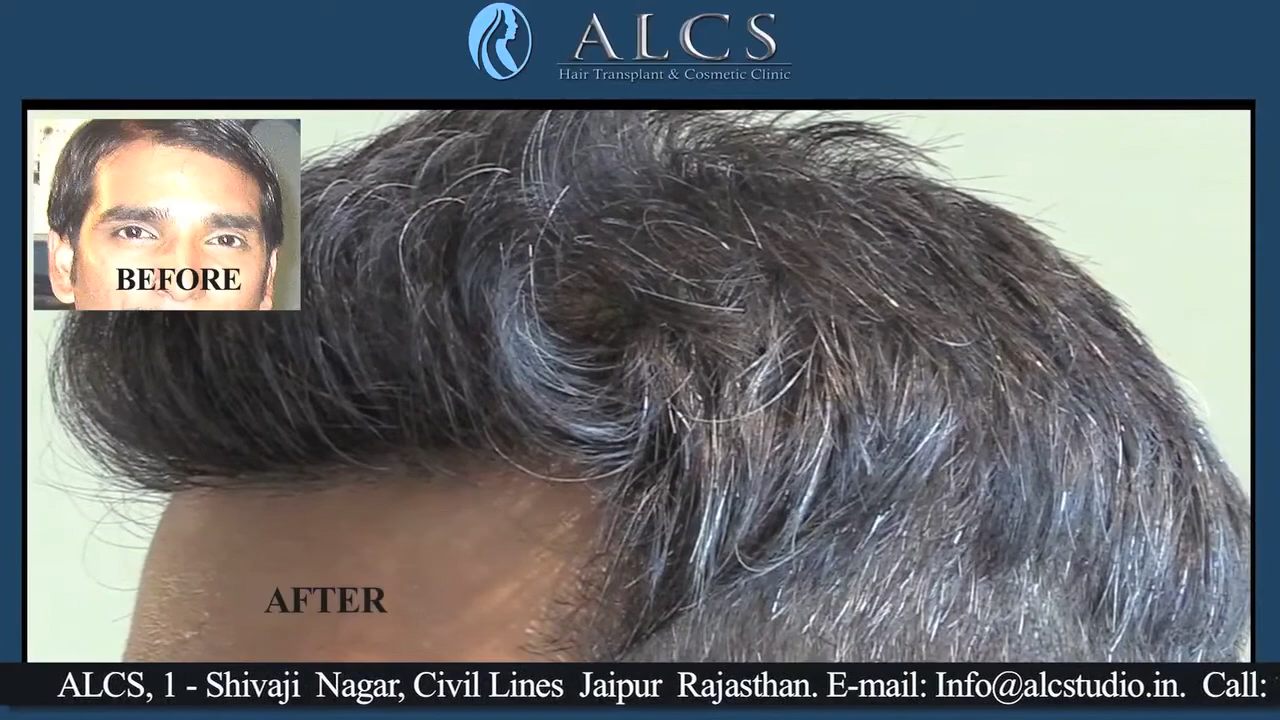 ALCS
Hair Transplant & Cosmetic Clinic
BEFORE
AFTER
ALCS, 1 - Shivaji Nagar, Civil Lines Jaipur Rajasthan. E-mail: Info@alcstudio.in. Call: